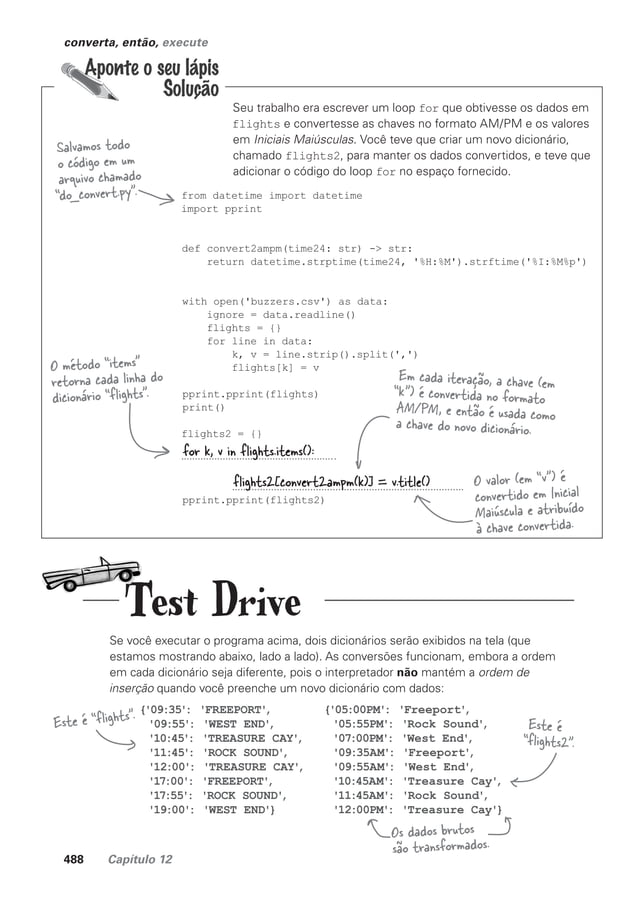 converta, então, execute
Aponte o seu lápis
Solução
Seu trabalho era escrever um loop for que obtivesse os dados em
flights e convertesse as chaves no formato AM/PM e os valores
em Iniciais Maiúsculas. Você teve que criar um novo dicionário,
chamado flights2, para manter os dados convertidos, e teve que
adicionar o código do loop for no espaço fornecido.
Salvamos todo
o código em um
arquivo chamado
"do_convert.py".
from datetime import datetime
import pprint
def convert2ampm(time24: str) -> str:
    return datetime.strptime(time24, '%H:%M').strftime('%I:%M%p')
with open('buzzers.csv') as data:
    ignore = data.readline()
    flights = {}
    for line in data:
        k, v = line.strip().split(',')
        flights[k] = v
O método "items"
retorna cada linha do
dicionário "flights".
Em cada iteração, a chave (em
"k") é convertida no formato
AM/PM, e então é usada como
a chave do novo dicionário.
pprint.pprint(flights)
print()
flights2 = {}
for k, v in flights.items():
    flights2[convert2ampm(k)] = v.title()
pprint.pprint(flights2)
O valor (em "v") é
convertido em Inicial
Maiúscula e atribuído
à chave convertida.
Test Drive
Se você executar o programa acima, dois dicionários serão exibidos na tela (que
estamos mostrando abaixo, lado a lado). As conversões funcionam, embora a ordem
em cada dicionário seja diferente, pois o interpretador não mantém a ordem de
inserção quando você preenche um novo dicionário com dados:
Este é "flights".
{'09:35': 'FREEPORT',
'09:55': 'WEST END',
'10:45': 'TREASURE CAY',
'11:45': 'ROCK SOUND',
'12:00': 'TREASURE CAY',
'17:00': 'FREEPORT',
'17:55': 'ROCK SOUND',
'19:00': 'WEST END'}
{'05:00PM': 'Freeport',
'05:55PM': 'Rock Sound',
'07:00PM': 'West End',
'09:35AM': 'Freeport',
'09:55AM': 'West End',
'10:45AM': 'Treasure Cay',
'11:45AM': 'Rock Sound',
'12:00PM': 'Treasure Cay'}
Este é
"flights2".
Os dados brutos
são transformados.
488 Capítulo 12